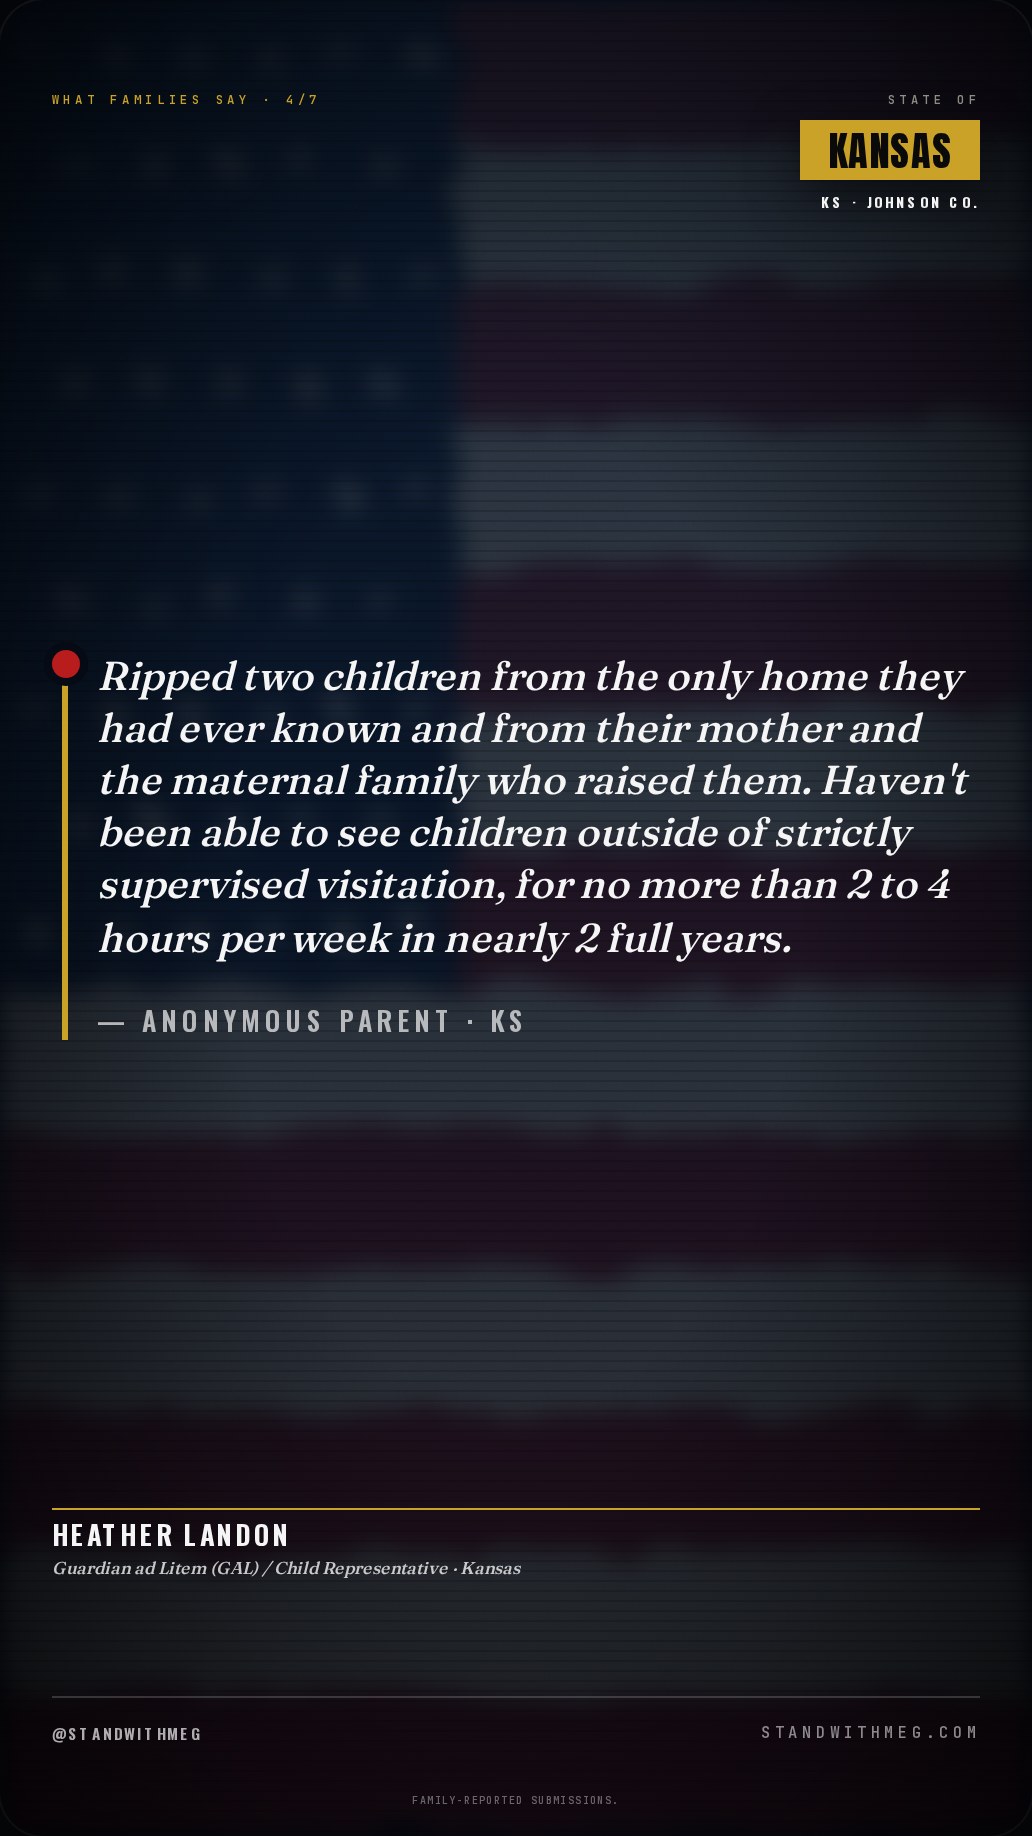 WHAT FAMILIES SAY · 4/7
STATE OF
KANSAS
KS · JOHNSON CO.
Ripped two children from the only home they
had ever known and from their mother and
the maternal family who raised them. Haven't
been able to see children outside of strictly
supervised visitation, for no more than 2 to 4
hours per week in nearly 2 full years.
— ANONYMOUS PARENT · KS
HEATHER LANDON
Guardian ad Litem (GAL) / Child Representative · Kansas
@STANDWITHMEG
STANDWITHMEG.COM
FAMILY-REPORTED SUBMISSIONS.